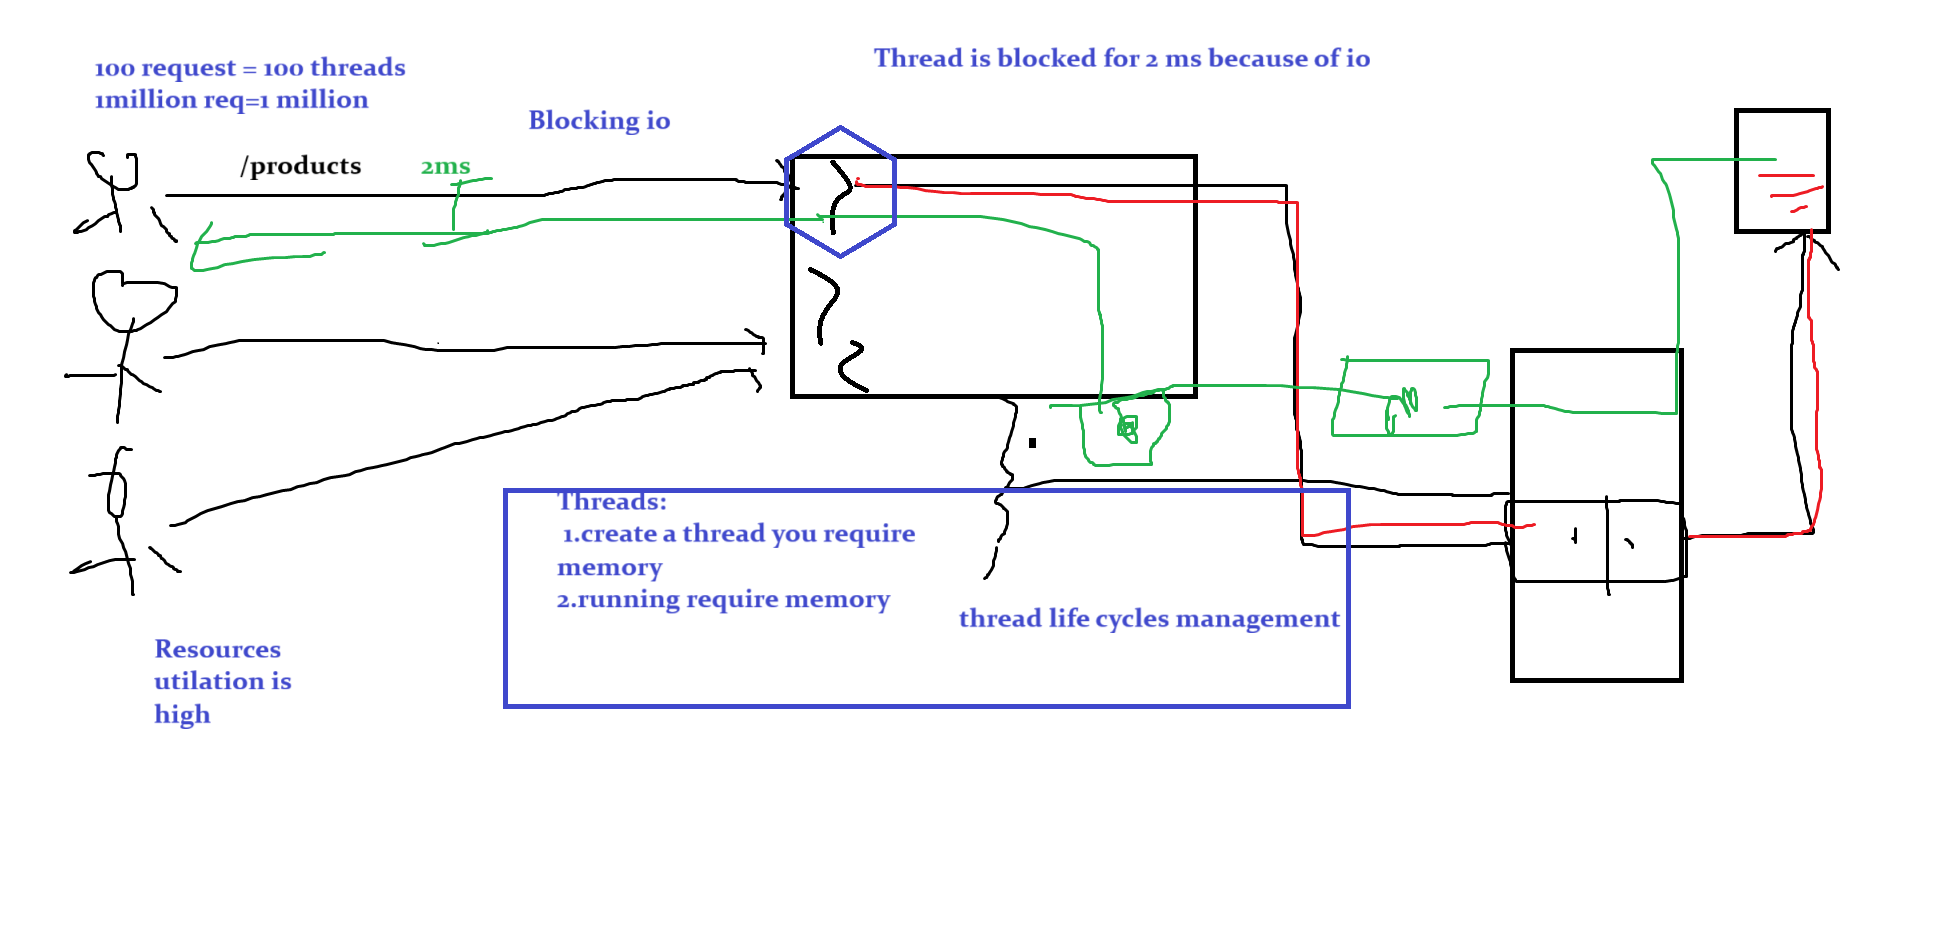 100 request = 100 threads
1million req=1 million
Thread is blocked for 2 ms because of io
Blocking io
/products
2ms
Threads:
1.create a thread you require
memory
2.running require memory
thread life cycles management
Resources
utilation is
high